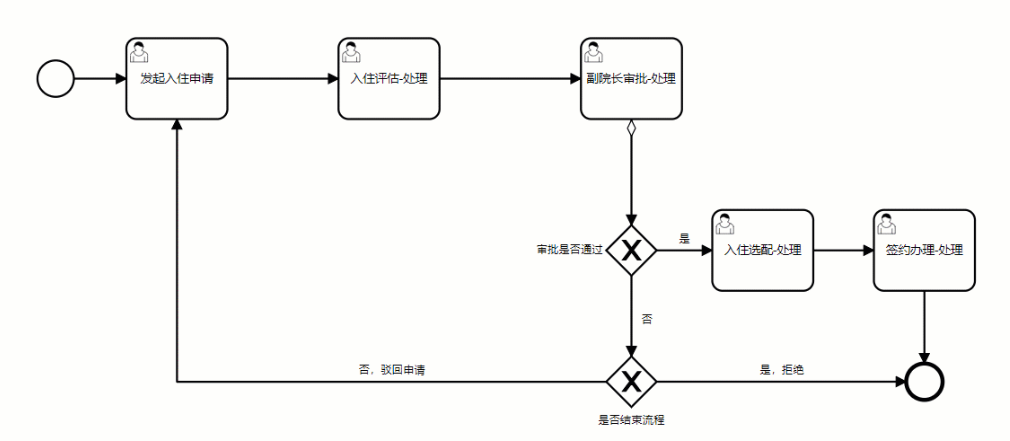 发起入住申请
入住评估-处理
副院长审批-处理
审批是否通过
是
入住选配-处理
签约办理-处理
否
否，驳回申请
是，拒绝
是否结束流程